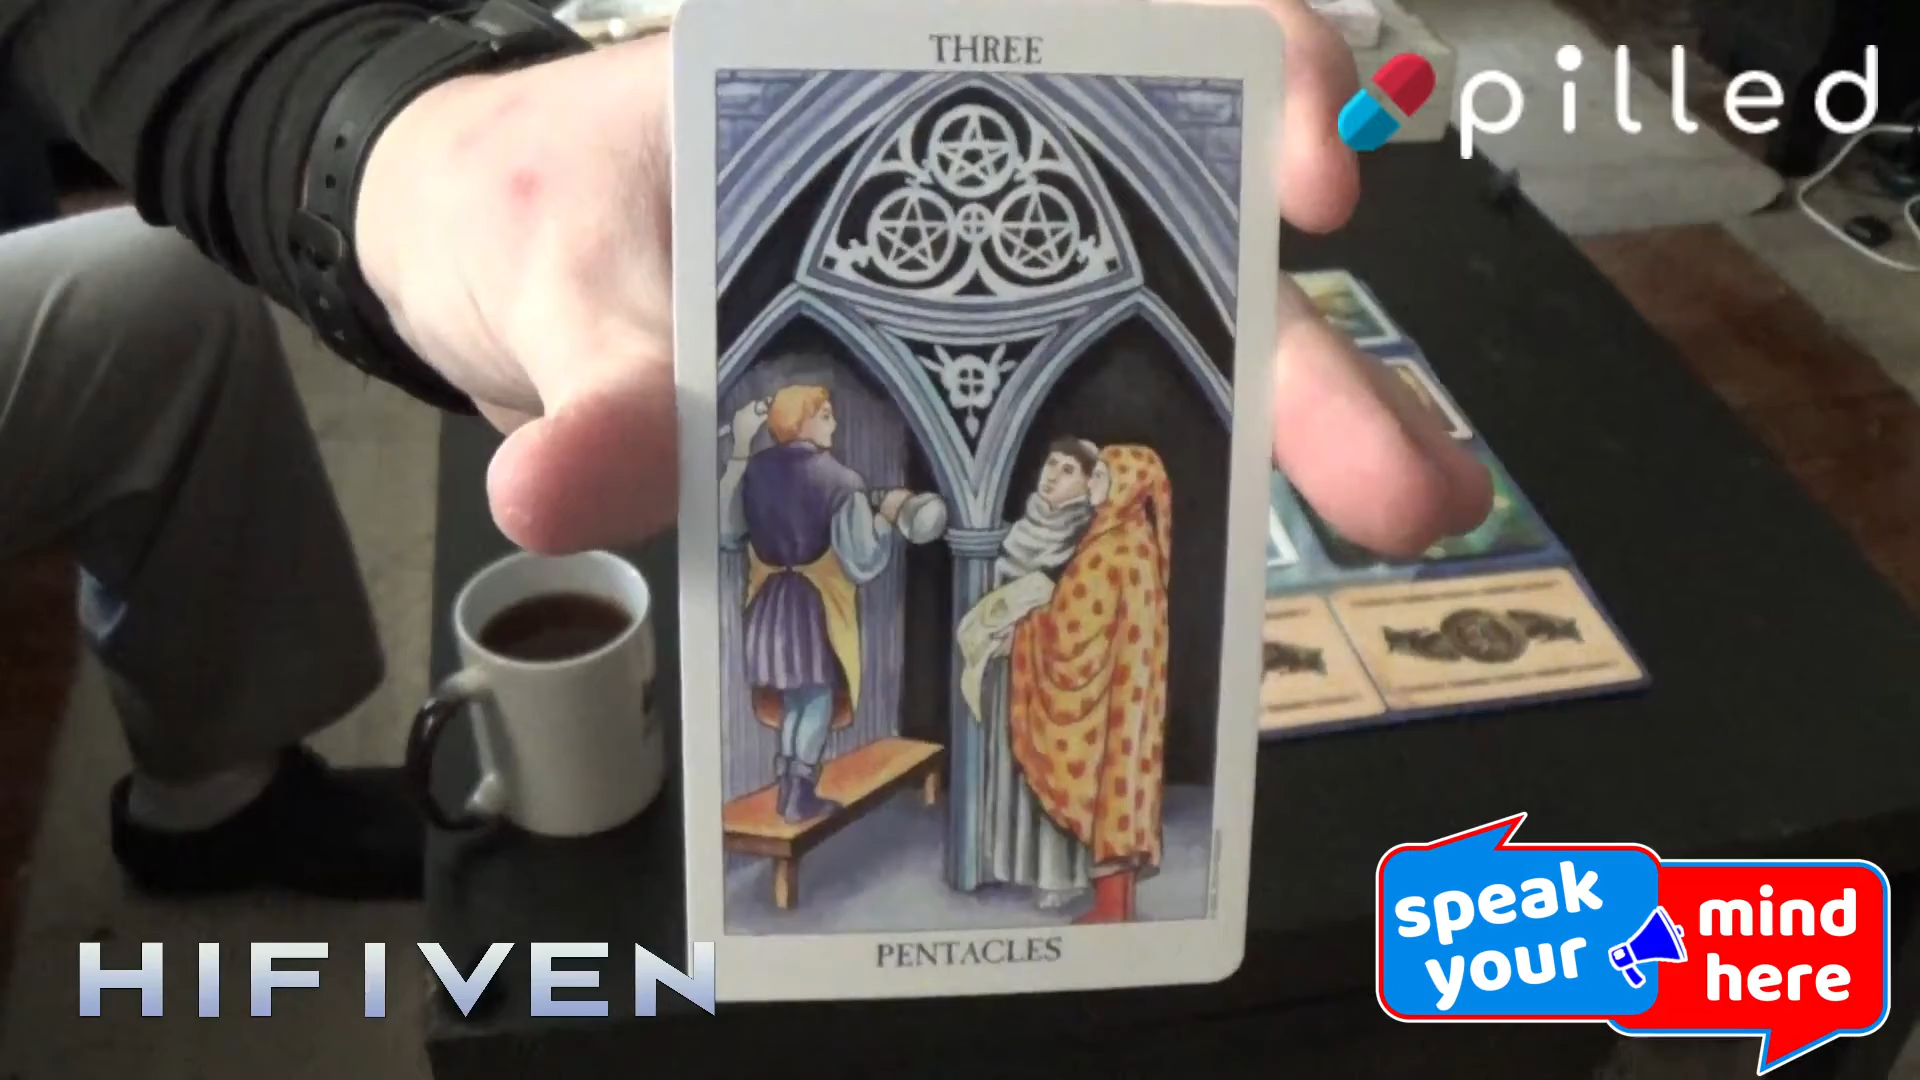 THREE
pilled
PENTACLES
HIFIVEN
speak
your
mind
here